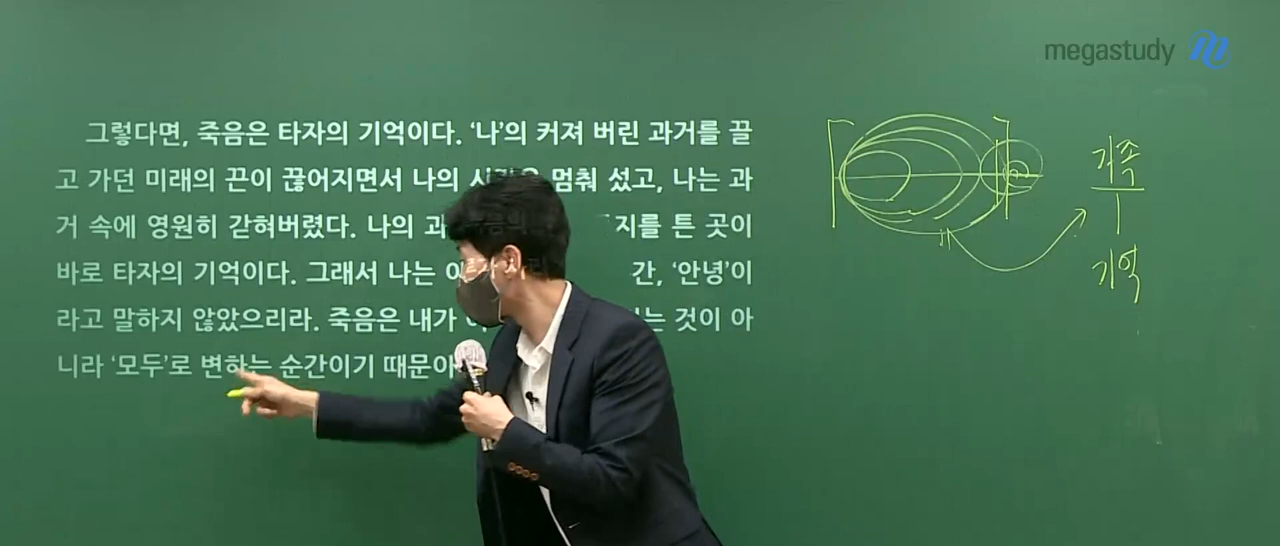 megastudy
그렇다면, 죽음은 타자의 기억이다. ‘나’의 커져 버린 과거를 끌
고 가던 미래의 끈이 끊어지면서 나의 멈춰 섰고, 나는 과
거 속에 영원히 갇혀버렸다. 나의 지를 튼 곳이
바로 타자의 기억이다. 그래서 나는 간, ‘안녕’이
라고 말하지 않았으리라. 죽음은 내가 는 것이 아
니라 ‘모두’로 변하는 순간이기 때문
가족
1
기억